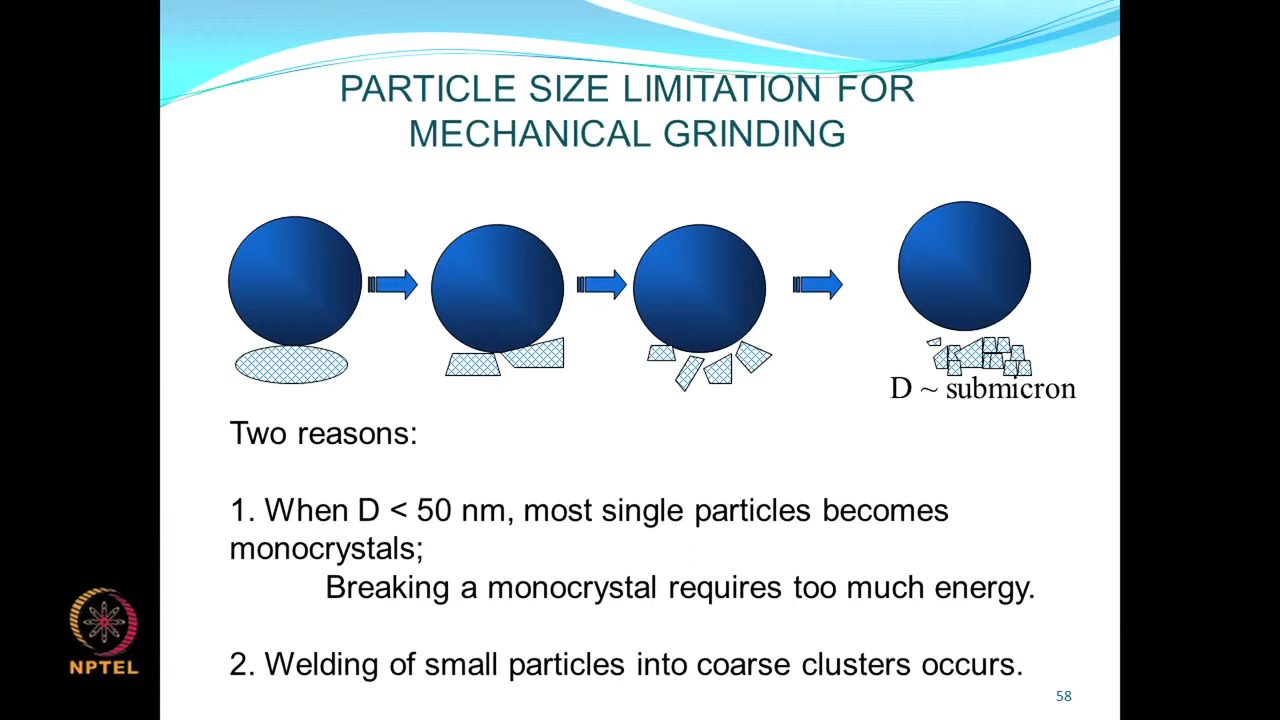 PARTICLE SIZE LIMITATION FOR
MECHANICAL GRINDING
D ~ submicron
Two reasons:
1. When D < 50 nm, most single particles becomes
monocrystals;
Breaking a monocrystal requires too much energy.
2. Welding of small particles into coarse clusters occurs.
NPTEL
58